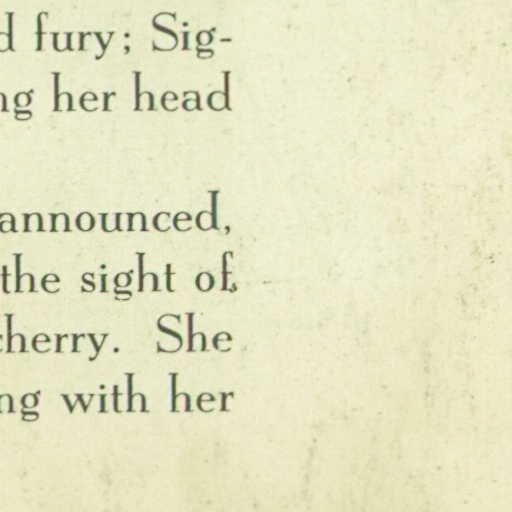 d fury; Sig-
ng her head
announced,
the sight of
cherry. She
ng with her